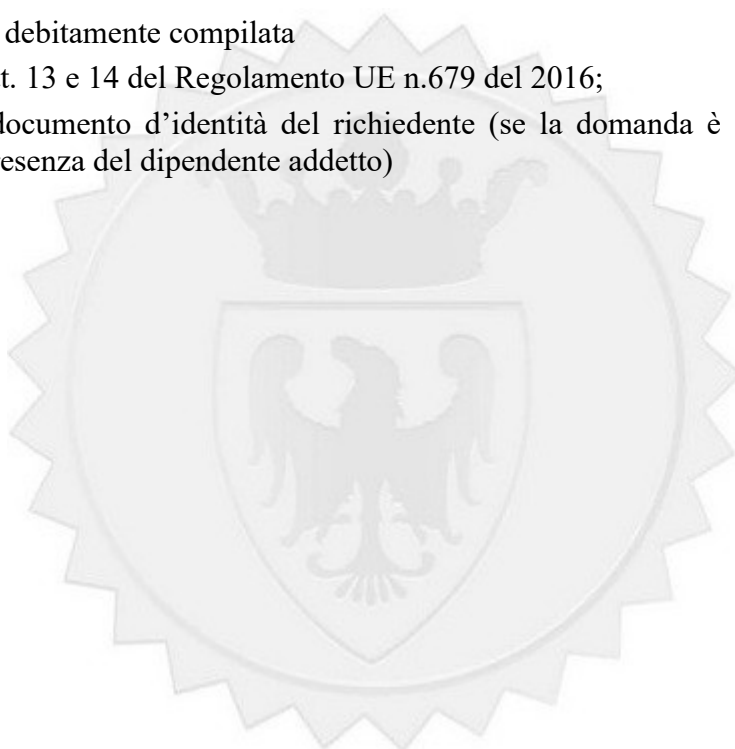 debitamente compilata
t. 13 e 14 del Regolamento UE n.679 del 2016;
documento d’identità del richiedente (se la domanda è
resenza del dipendente addetto)